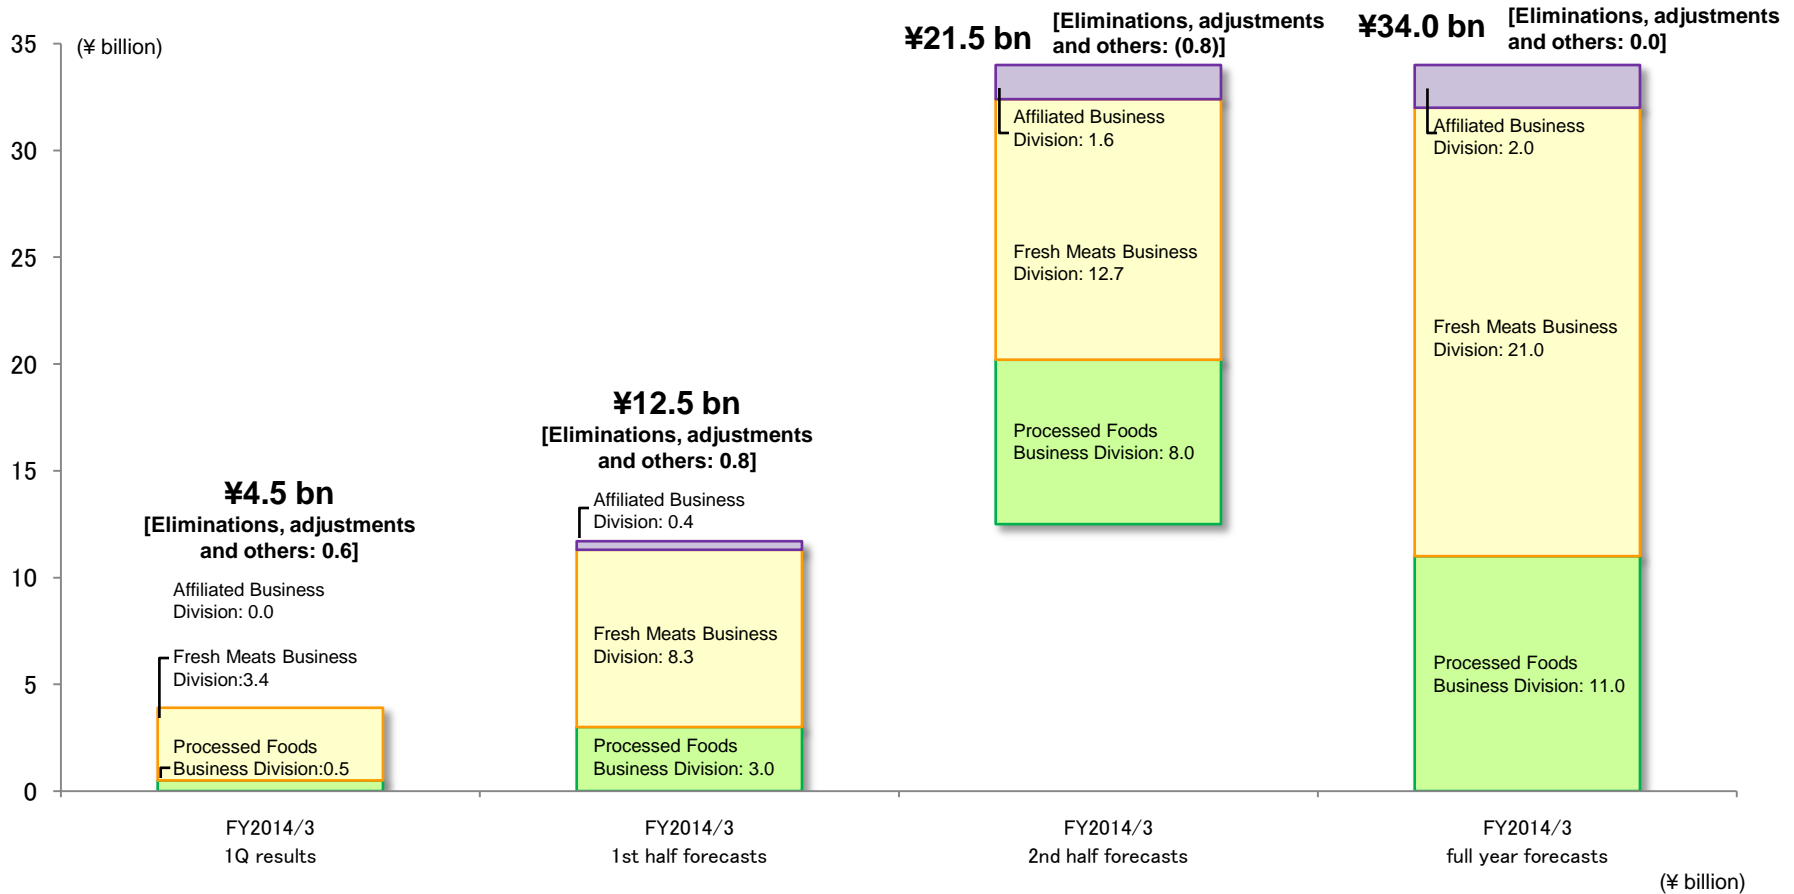 35
(¥ billion)
30
25
20
15
10
5
0
¥4.5 bn
[Eliminations, adjustments
and others: 0.6]
Affiliated Business
Division: 0.0
Fresh Meats Business
Division:3.4
Processed Foods
Business Division:0.5
¥12.5 bn
[Eliminations, adjustments
and others: 0.8]
Affiliated Business
Division: 0.4
Fresh Meats Business
Division: 8.3
Processed Foods
Business Division: 3.0
¥21.5 bn
[Eliminations, adjustments
and others: (0.8)]
Affiliated Business
Division: 1.6
Fresh Meats Business
Division: 12.7
Processed Foods
Business Division: 8.0
¥34.0 bn
[Eliminations, adjustments
and others: 0.0]
Affiliated Business
Division: 2.0
Fresh Meats Business
Division: 21.0
Processed Foods
Business Division: 11.0
FY2014/3
1Q results
FY2014/3
1st half forecasts
FY2014/3
2nd half forecasts
FY2014/3
full year forecasts
(¥ billion)